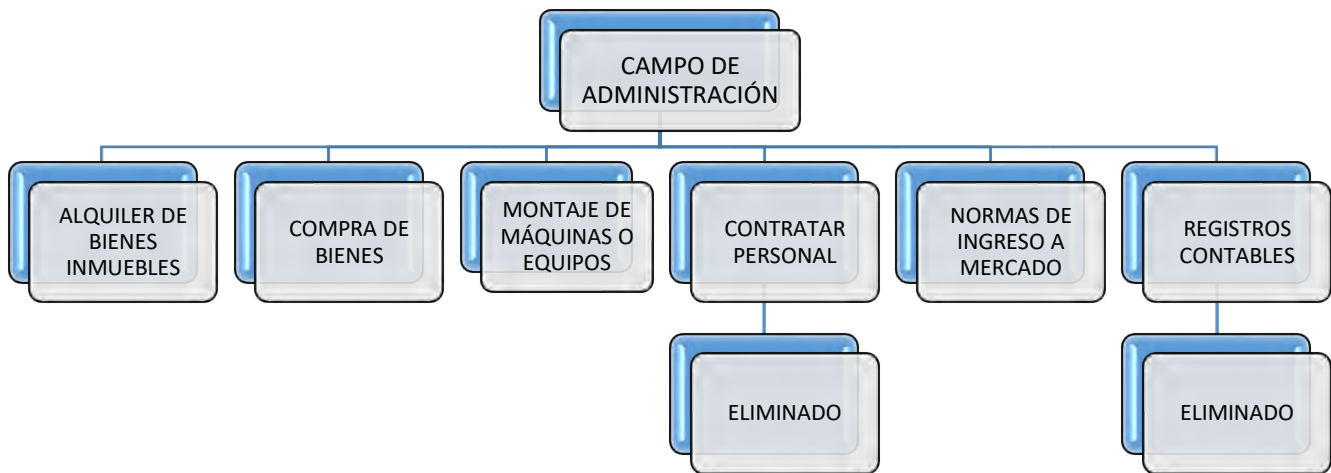 CAMPO DE
ADMINISTRACIÓN
ALQUILER DE
BIENES
INMUEBLES
COMPRA DE
BIENES
MONTAJE DE
MÁQUINAS O
EQUIPOS
CONTRATAR
PERSONAL
NORMAS DE
INGRESO A
MERCADO
REGISTROS
CONTABLES
ELIMINADO
ELIMINADO